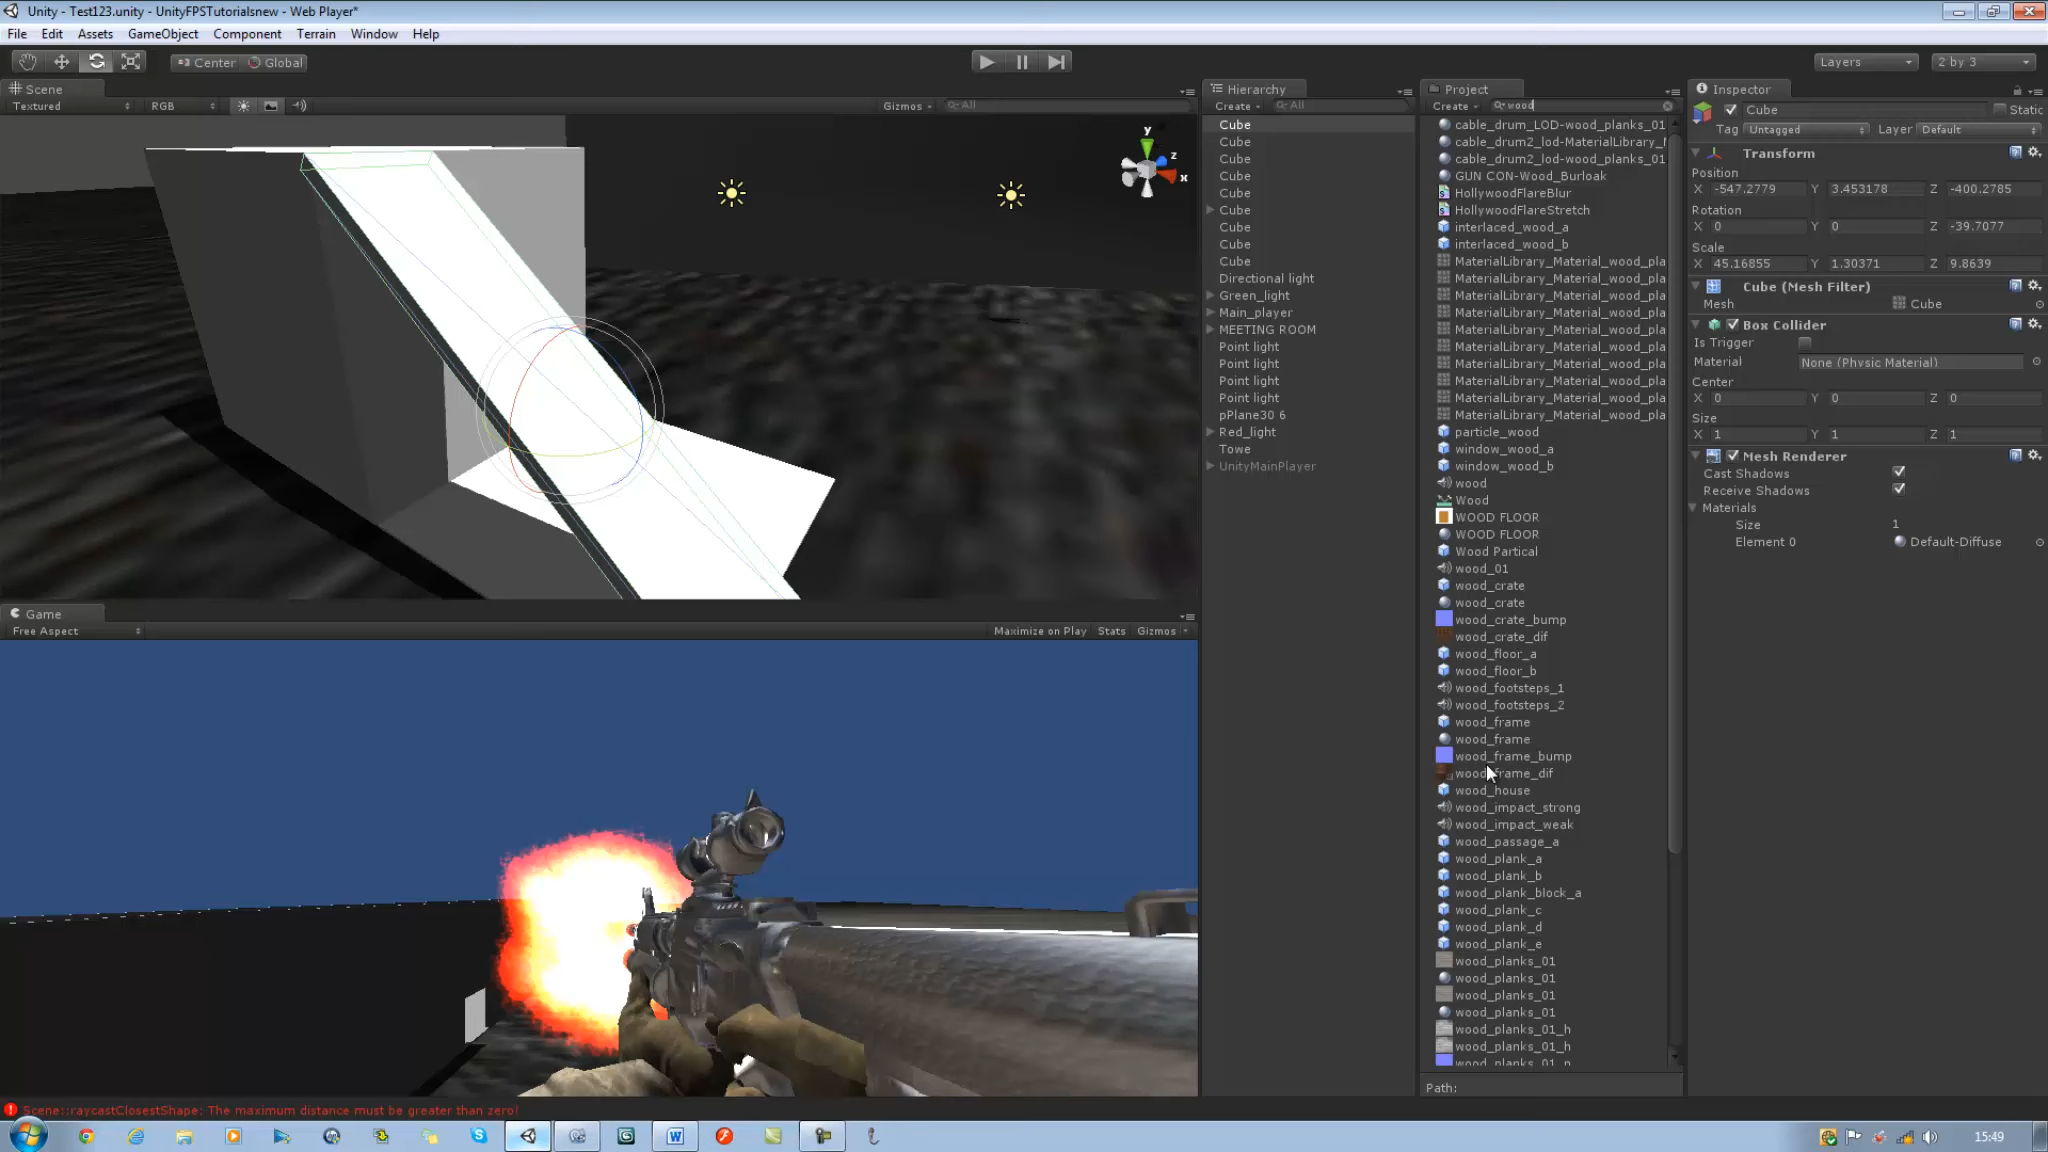 Unity - Test123.unity - UnityFPSTutorialsnew - Web Player*
File Edit Assets GameObject Component Terrain Window Help
Center Global Layers 2 by 3
Scene
Textured RGB Gizmos All
y
z
x
Game
Free Aspect Maximize on Play Stats Gizmos
Hierarchy
Create All
Cube
Cube
Cube
Cube
Cube
Cube
Cube
Cube
Cube
Directional light
Green_light
Main_player
MEETING ROOM
Point light
Point light
Point light
Point light
pPlane30 6
Red_light
Towe
UnityMainPlayer
Project
Create wood
cable_drum_LOD-wood_planks_01
cable_drum2_lod-MaterialLibrary_
cable_drum2_lod-wood_planks_01
GUN CON-Wood_Burloak
HollywoodFlareBlur
HollywoodFlareStretch
interlaced_wood_a
interlaced_wood_b
MaterialLibrary_Material_wood_pla
MaterialLibrary_Material_wood_pla
MaterialLibrary_Material_wood_pla
MaterialLibrary_Material_wood_pla
MaterialLibrary_Material_wood_pla
MaterialLibrary_Material_wood_pla
MaterialLibrary_Material_wood_pla
MaterialLibrary_Material_wood_pla
MaterialLibrary_Material_wood_pla
MaterialLibrary_Material_wood_pla
particle_wood
window_wood_a
window_wood_b
wood
Wood
WOOD FLOOR
WOOD FLOOR
Wood Partical
wood_01
wood_crate
wood_crate
wood_crate_bump
wood_crate_dif
wood_floor_a
wood_floor_b
wood_footsteps_1
wood_footsteps_2
wood_frame
wood_frame
wood_frame_bump
wood_frame_dif
wood_house
wood_impact_strong
wood_impact_weak
wood_passage_a
wood_plank_a
wood_plank_b
wood_plank_block_a
wood_plank_c
wood_plank_d
wood_plank_e
wood_planks_01
wood_planks_01
wood_planks_01
wood_planks_01
wood_planks_01_h
wood_planks_01_h
wood_planks_01_n
Path:
Inspector
Cube Static
Tag Untagged Layer Default
Transform
Position
X -547.2779 Y 3.453178 Z -400.2785
Rotation
X 0 Y 0 Z -39.7077
Scale
X 45.16855 Y 1.30371 Z 9.8639
Cube (Mesh Filter)
Mesh Cube
Box Collider
Is Trigger
Material None (Physic Material)
Center
X 0 Y 0 Z 0
Size
X 1 Y 1 Z 1
Mesh Renderer
Cast Shadows
Receive Shadows
Materials
Size 1
Element 0 Default-Diffuse
Scene::raycastClosestShape: The maximum distance must be greater than zero!
15:49